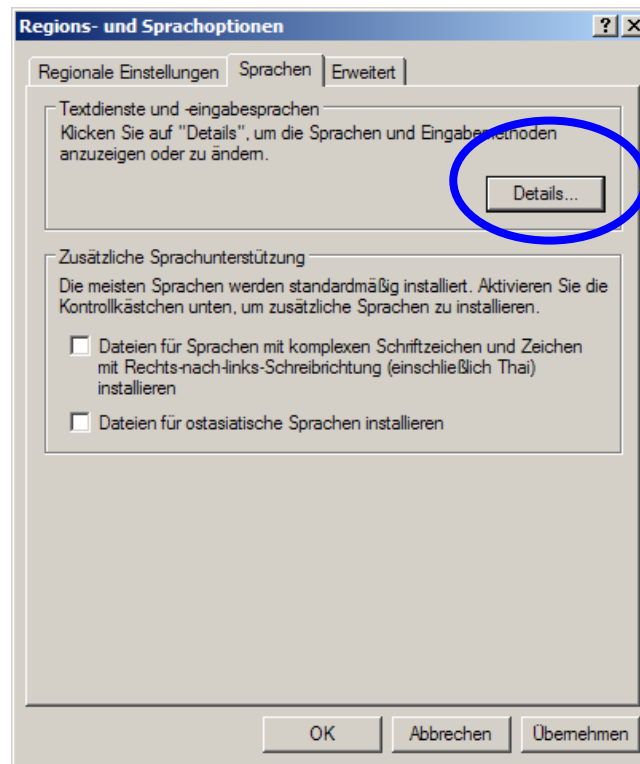 Regions- und Sprachoptionen
Regionale Einstellungen Sprachen Erweitert
Textdienste und -eingabesprachen
Klicken Sie auf "Details", um die Sprachen und Eingabemethoden
anzuzeigen oder zu ändern.
Details...
Zusätzliche Sprachunterstützung
Die meisten Sprachen werden standardmäßig installiert. Aktivieren Sie die
Kontrollkästchen unten, um zusätzliche Sprachen zu installieren.
Dateien für Sprachen mit komplexen Schriftzeichen und Zeichen
mit Rechts-nach-links-Schreibrichtung (einschließlich Thai)
installieren
Dateien für ostasiatische Sprachen installieren
OK Abbrechen Übernehmen